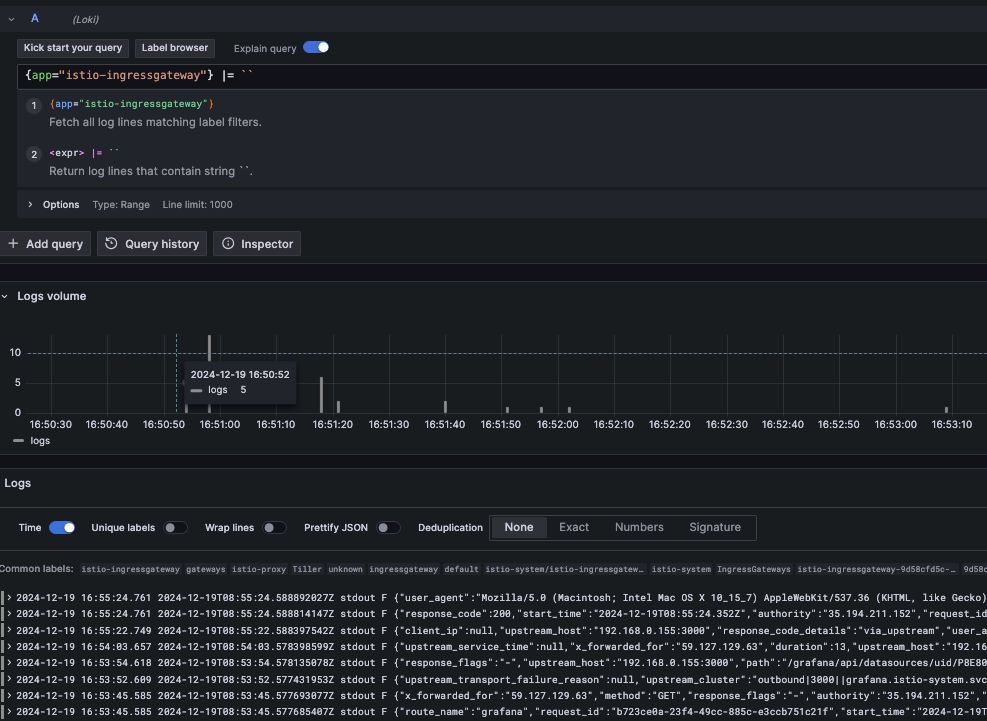 A (Loki)
Kick start your query Label browser Explain query
{app="istio-ingressgateway"} |= ``
1 {app="istio-ingressgateway"}
Fetch all log lines matching label filters.
2 <expr> |= ``
Return log lines that contain string ``.
Options Type: Range Line limit: 1000
+ Add query Query history Inspector
Logs volume
10
5
0
2024-12-19 16:50:52
logs 5
16:50:30 16:50:40 16:50:50 16:51:00 16:51:10 16:51:20 16:51:30 16:51:40 16:51:50 16:52:00 16:52:10 16:52:20 16:52:30 16:52:40 16:52:50 16:53:00 16:53:10
logs
Logs
Time Unique labels Wrap lines Prettify JSON Deduplication None Exact Numbers Signature
Common labels: istio-ingressgateway gateways istio-proxy Tiller unknown ingressgateway default istio-system/istio-ingressgatew… istio-system IngressGateways istio-ingressgateway-9d58cfd5c-… 9d58c
> 2024-12-19 16:55:24.761 2024-12-19T08:55:24.588892027Z stdout F {"user_agent":"Mozilla/5.0 (Macintosh; Intel Mac OS X 10_15_7) AppleWebKit/537.36 (KHTML, like Gecko)
> 2024-12-19 16:55:24.761 2024-12-19T08:55:24.588814147Z stdout F {"response_code":200,"start_time":"2024-12-19T08:55:24.352Z","authority":"35.194.211.152","request_id
> 2024-12-19 16:55:22.749 2024-12-19T08:55:22.588397542Z stdout F {"client_ip":null,"upstream_host":"192.168.0.155:3000","response_code_details":"via_upstream","user_a
> 2024-12-19 16:54:03.657 2024-12-19T08:54:03.578398599Z stdout F {"upstream_service_time":null,"x_forwarded_for":"59.127.129.63","duration":13,"upstream_host":"192.16
> 2024-12-19 16:53:54.618 2024-12-19T08:53:54.578135078Z stdout F {"response_flags":"-","upstream_host":"192.168.0.155:3000","path":"/grafana/api/datasources/uid/P8E80
> 2024-12-19 16:53:52.609 2024-12-19T08:53:52.577431953Z stdout F {"upstream_transport_failure_reason":null,"upstream_cluster":"outbound|3000||grafana.istio-system.svc
> 2024-12-19 16:53:45.585 2024-12-19T08:53:45.577693077Z stdout F {"x_forwarded_for":"59.127.129.63","method":"GET","response_flags":"-","authority":"35.194.211.152","
> 2024-12-19 16:53:45.585 2024-12-19T08:53:45.577685407Z stdout F {"route_name":"grafana","request_id":"b723ce0a-23f4-49cc-885c-e3ccb751c21f","start_time":"2024-12-19T